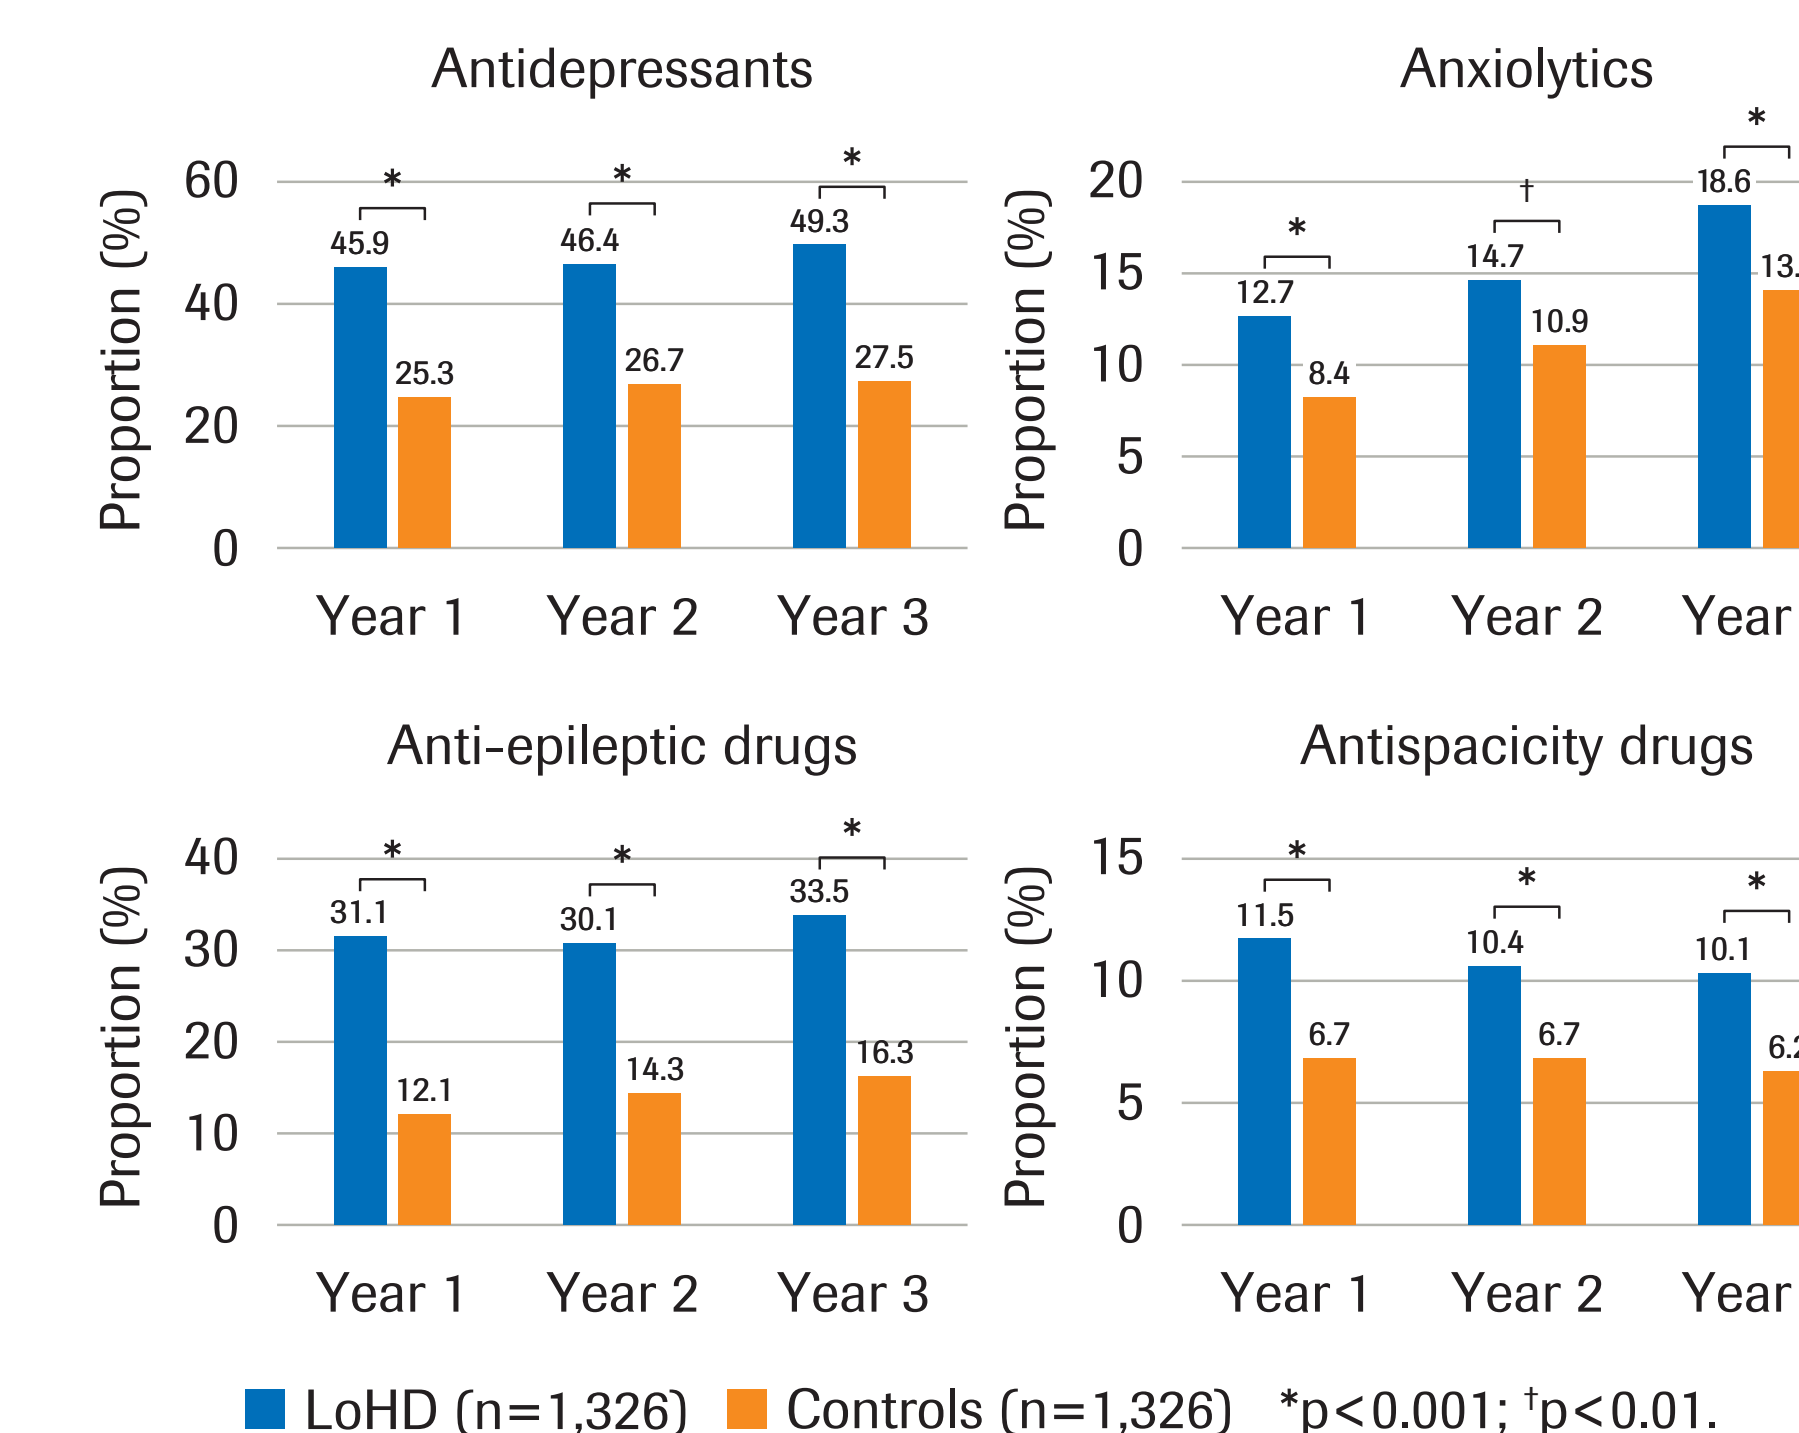 Antidepressants
Proportion (%)
60
40
20
0
*
*
*
45.9
25.3
46.4
26.7
49.3
27.5
Year 1
Year 2
Year 3
Anxiolytics
Proportion (%)
20
15
10
5
0
*
†
*
12.7
8.4
14.7
10.9
18.6
13.
Year 1
Year 2
Year
Anti-epileptic drugs
Proportion (%)
40
30
20
10
0
*
*
*
31.1
12.1
30.1
14.3
33.5
16.3
Year 1
Year 2
Year 3
Antispacicity drugs
Proportion (%)
15
10
5
0
*
*
*
11.5
6.7
10.4
6.7
10.1
6.2
Year 1
Year 2
Year
LoHD (n=1,326) Controls (n=1,326) *p<0.001; †p<0.01.